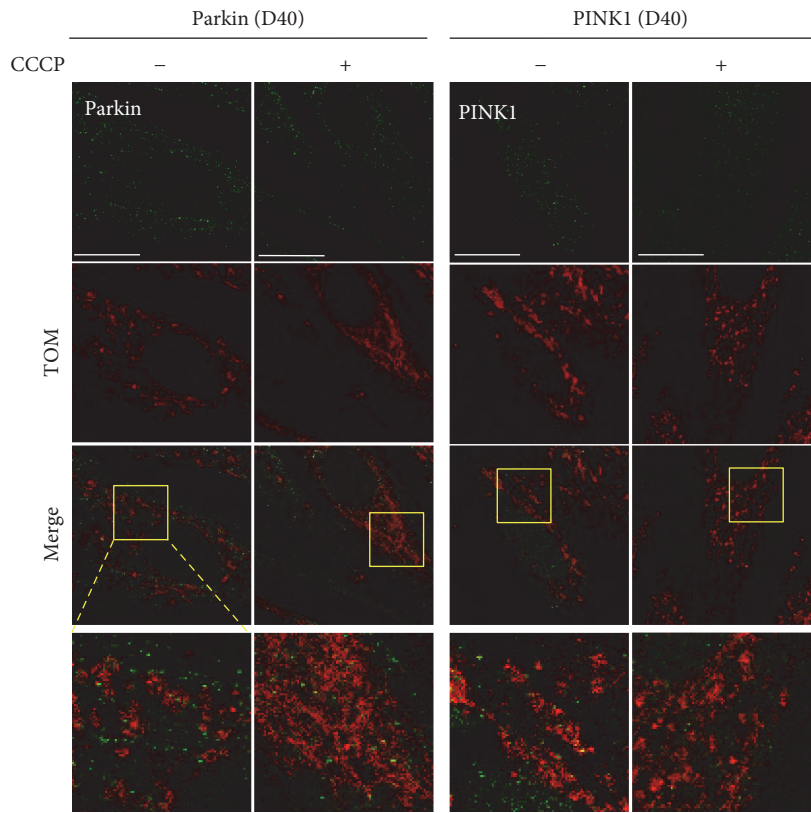 Parkin (D40) PINK1 (D40)
CCCP − + − +
Parkin PINK1
TOM
Merge